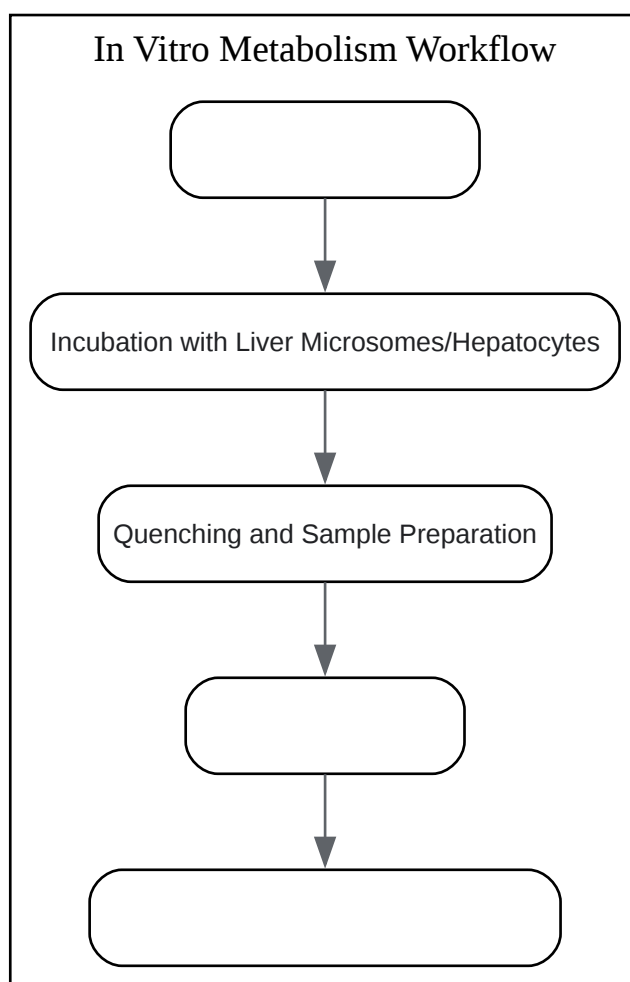 In Vitro Metabolism Workflow
Incubation with Liver Microsomes/Hepatocytes
Quenching and Sample Preparation